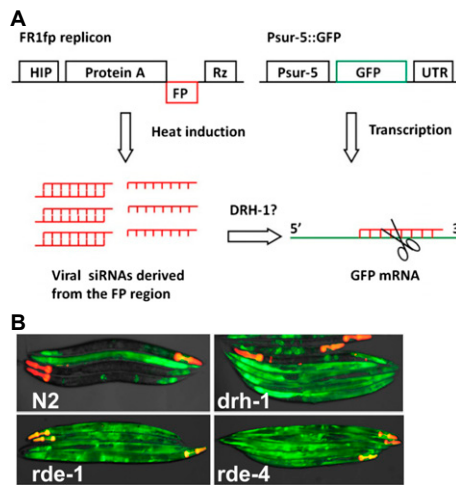 A
FR1fp replicon
Psur-5::GFP
HIP
Protein A
Rz
FP
Psur-5
GFP
UTR
Heat induction
Transcription
DRH-1?
5'
3
Viral siRNAs derived
from the FP region
GFP mRNA
B
N2
drh-1
rde-1
rde-4